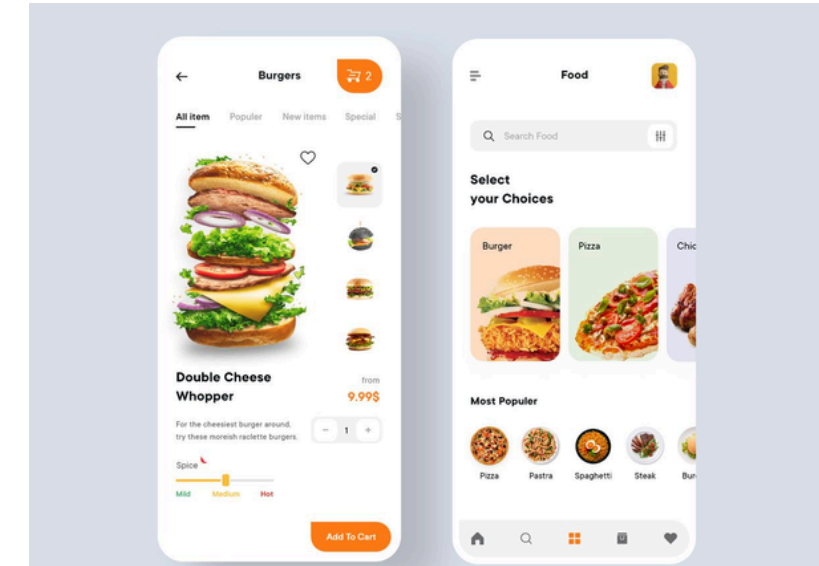 Burgers
2
All item Populer New items Special S
Double Cheese
Whopper
from
9.99$
For the cheesiest burger around,
try these moreish raclette burgers.
− 1 +
Spice
Mild Medium Hot
Add To Cart
Food
Search Food
Select
your Choices
Burger Pizza Chic
Most Populer
Pizza Pastra Spaghetti Steak Bur